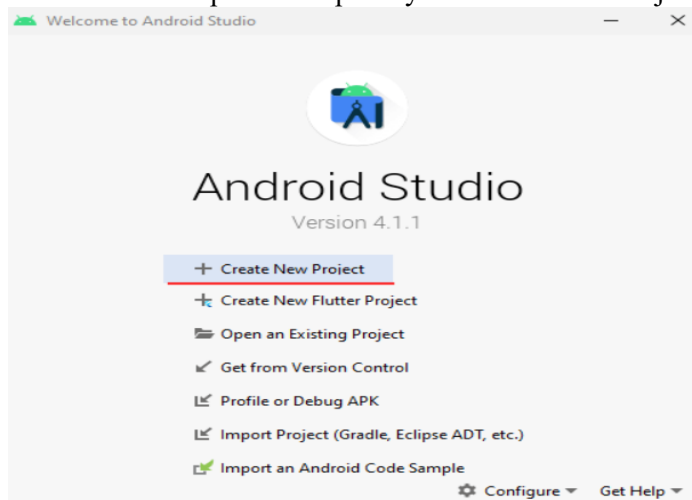 Welcome to Android Studio
Android Studio
Version 4.1.1
Create New Project
Create New Flutter Project
Open an Existing Project
Get from Version Control
Profile or Debug APK
Import Project (Gradle, Eclipse ADT, etc.)
Import an Android Code Sample
Configure Get Help